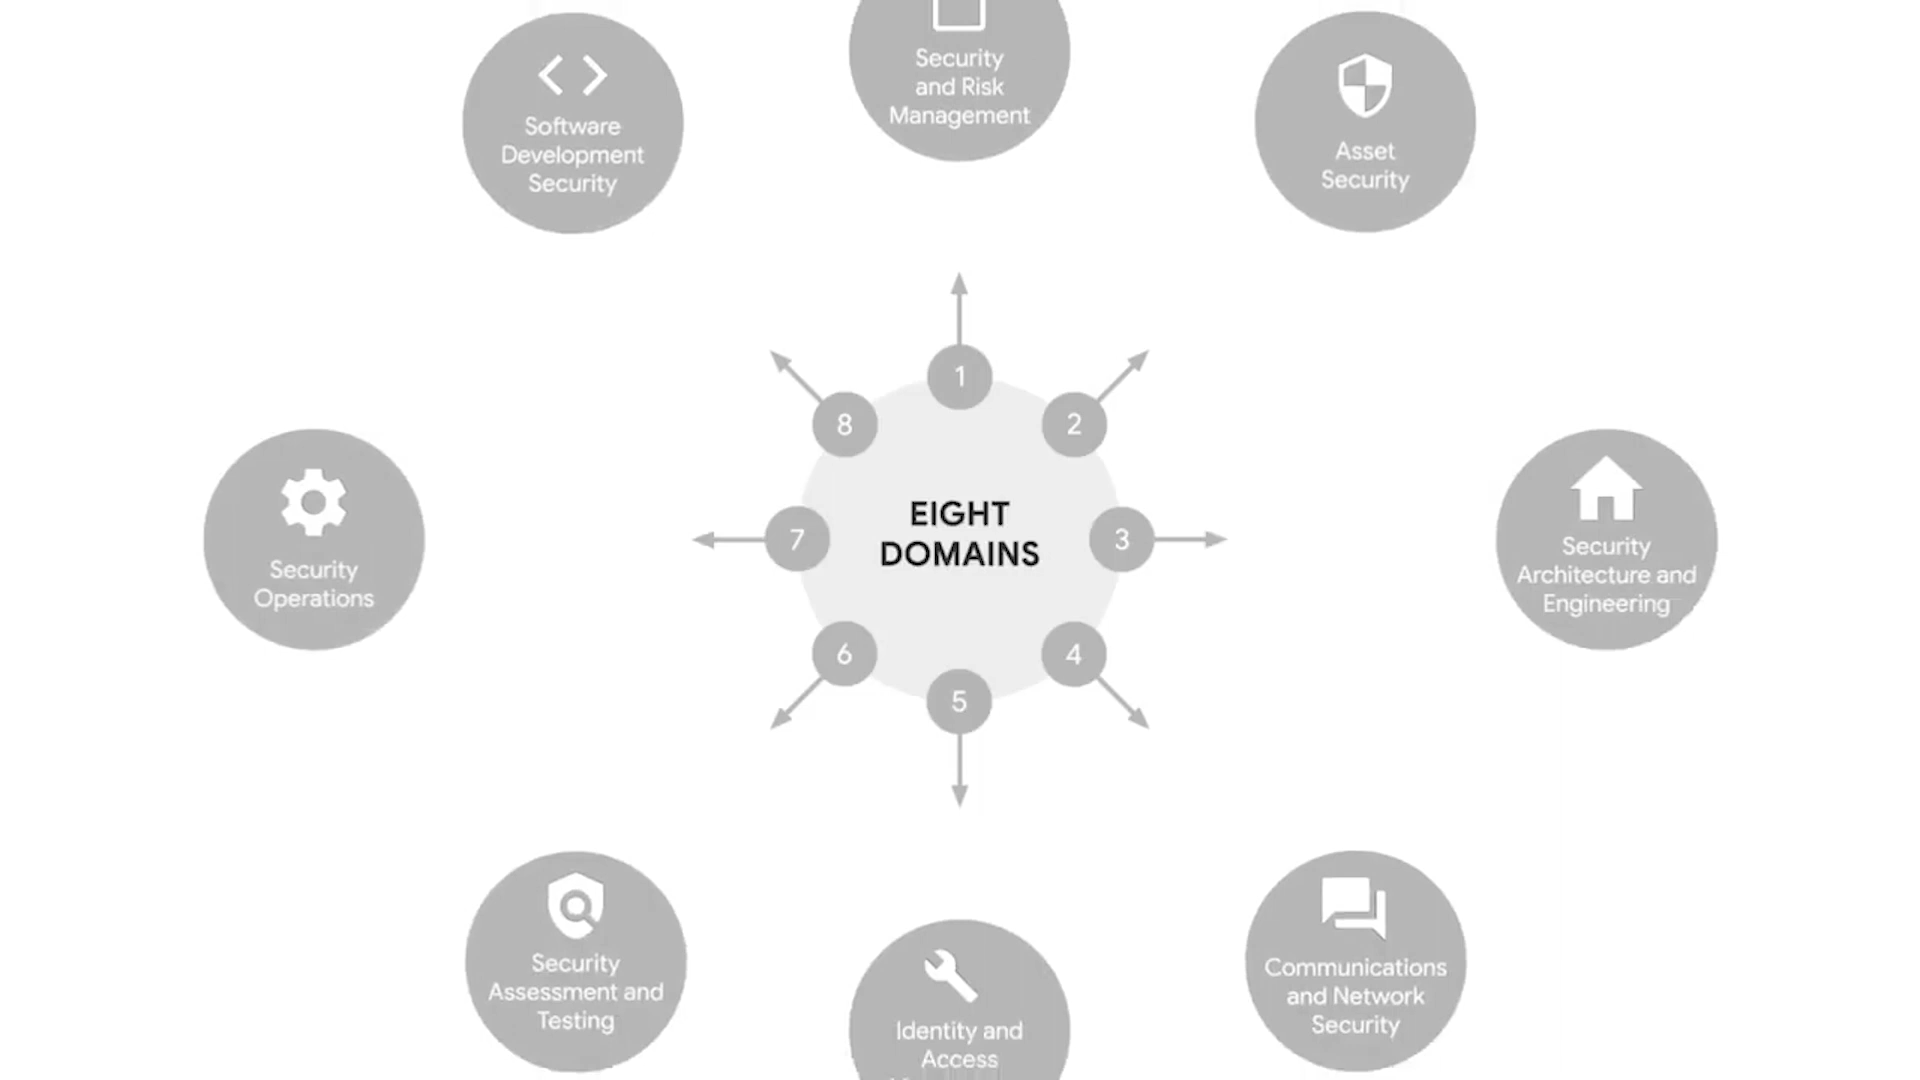 Security
and Risk
Management
Software
Development
Security
Asset
Security
1
8
2
EIGHT
DOMAINS
7
3
6
4
5
Security
Operations
Security
Architecture and
Engineering
Security
Assessment and
Testing
Identity and
Access
Communications
and Network
Security